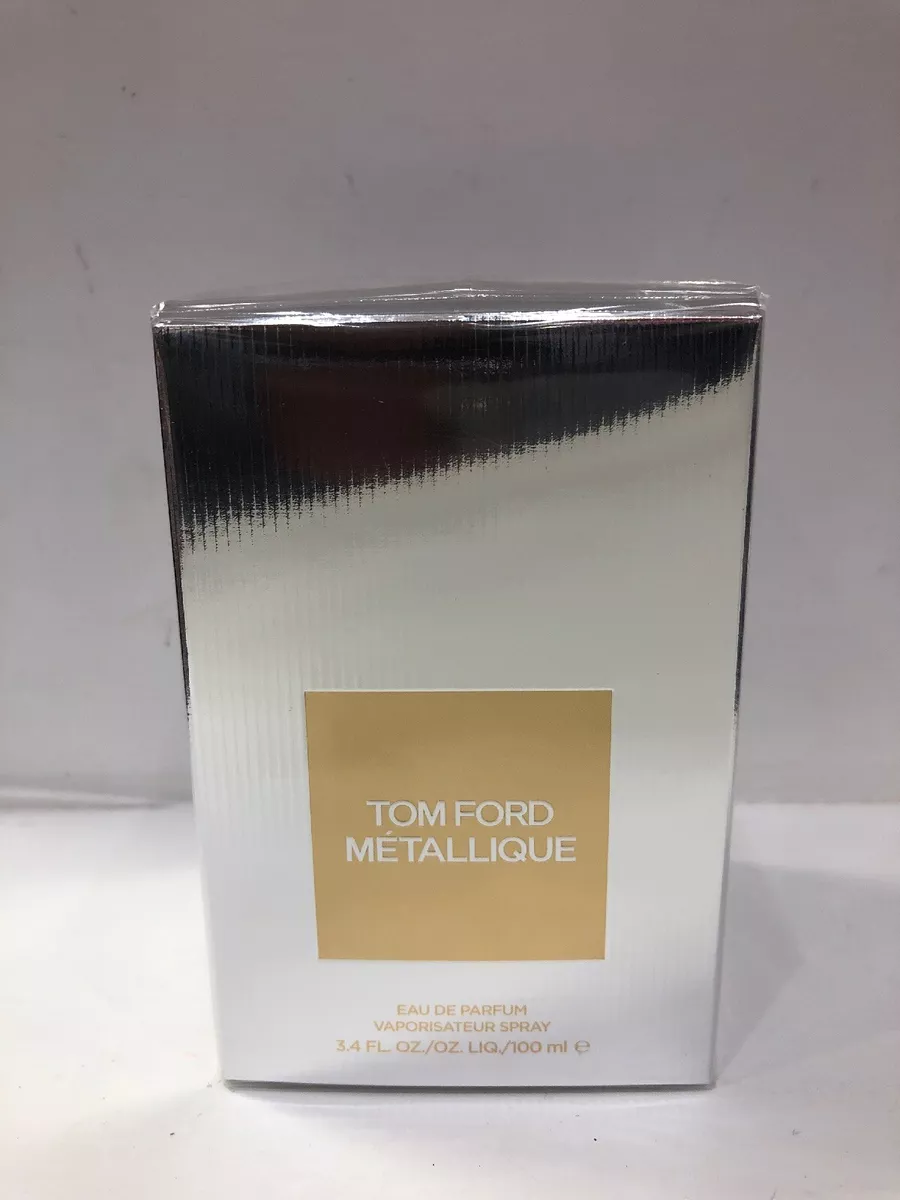 TOM FORD
MÉTALLIQUE
EAU DE PARFUM
VAPORISATEUR SPRAY
3.4 FL. OZ./OZ. LIQ./100 ml ℮